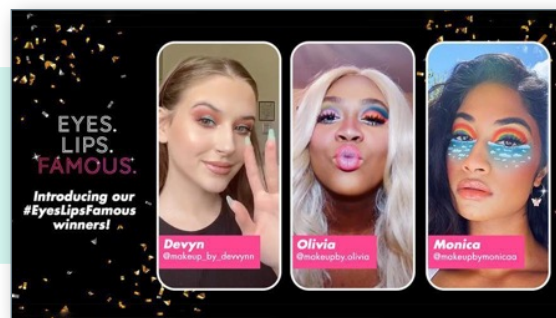 EYES.
LIPS.
FAMOUS.
Introducing our
#EyesLipsFamous
winners!
Devyn
@makeup_by_devvynn
Olivia
@makeupby.olivia
Monica
@makeupbymonicaa